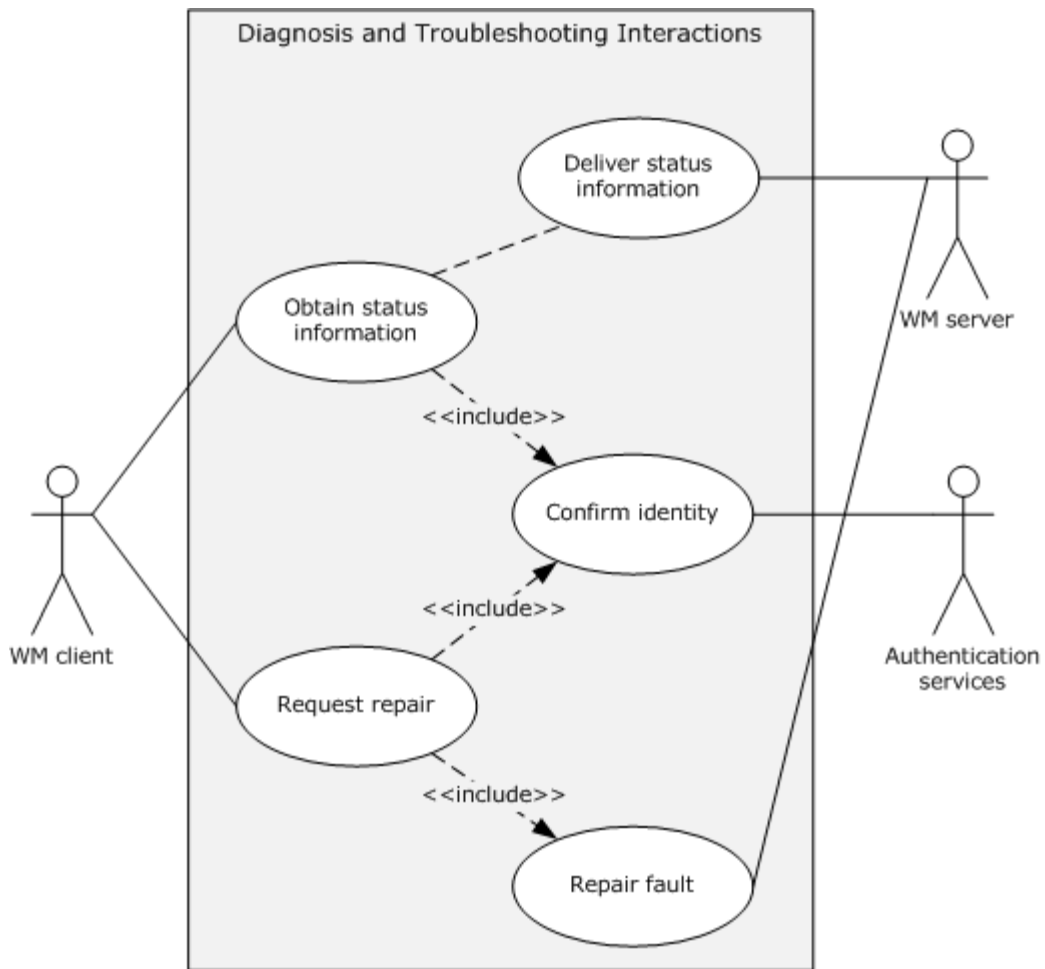 Diagnosis and Troubleshooting Interactions
Deliver status
information
WM server
Obtain status
information
<<include>>
Confirm identity
WM client
<<include>>
Authentication
services
Request repair
<<include>>
Repair fault